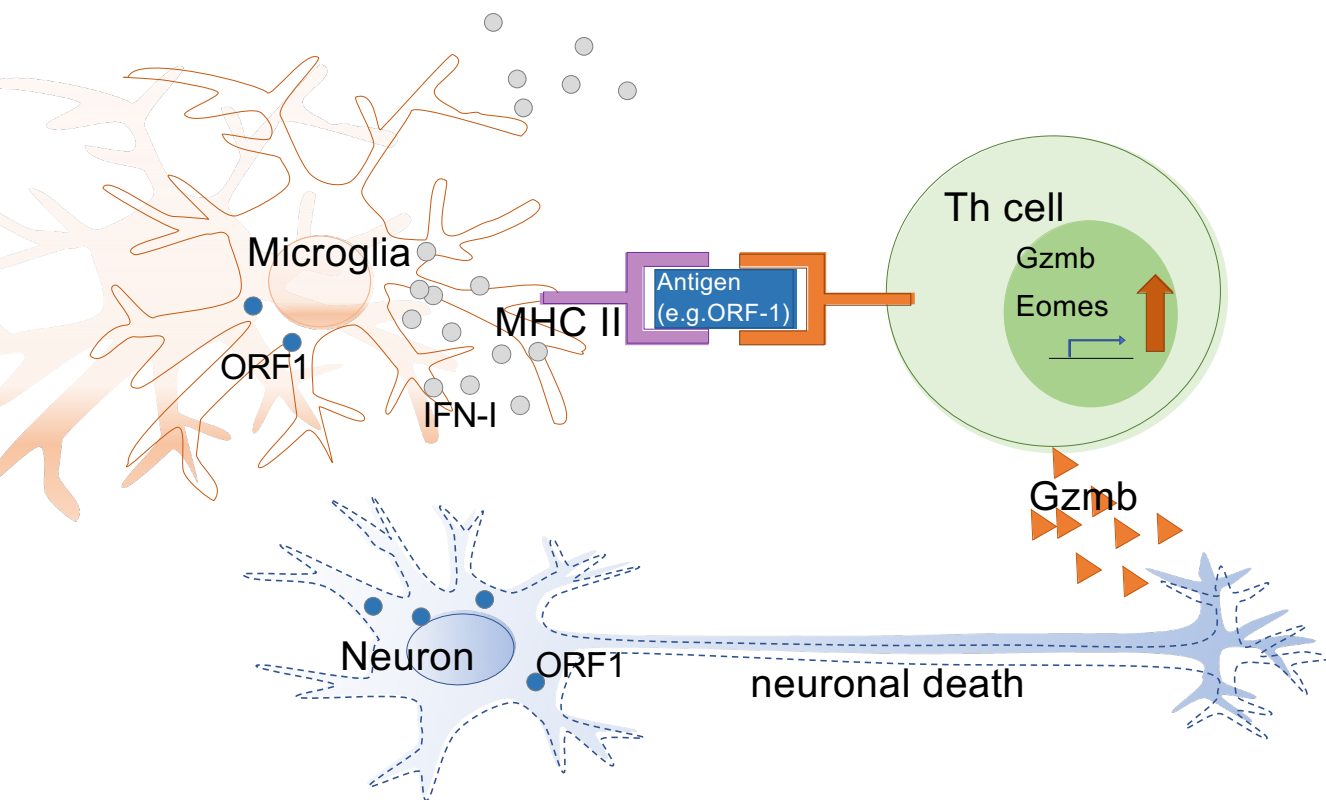 Microglia
ORF1
IFN-I
MHC II
Antigen
(e.g.ORF-1)
Th cell
Gzmb
Eomes
Gzmb
Neuron
ORF1
neuronal death